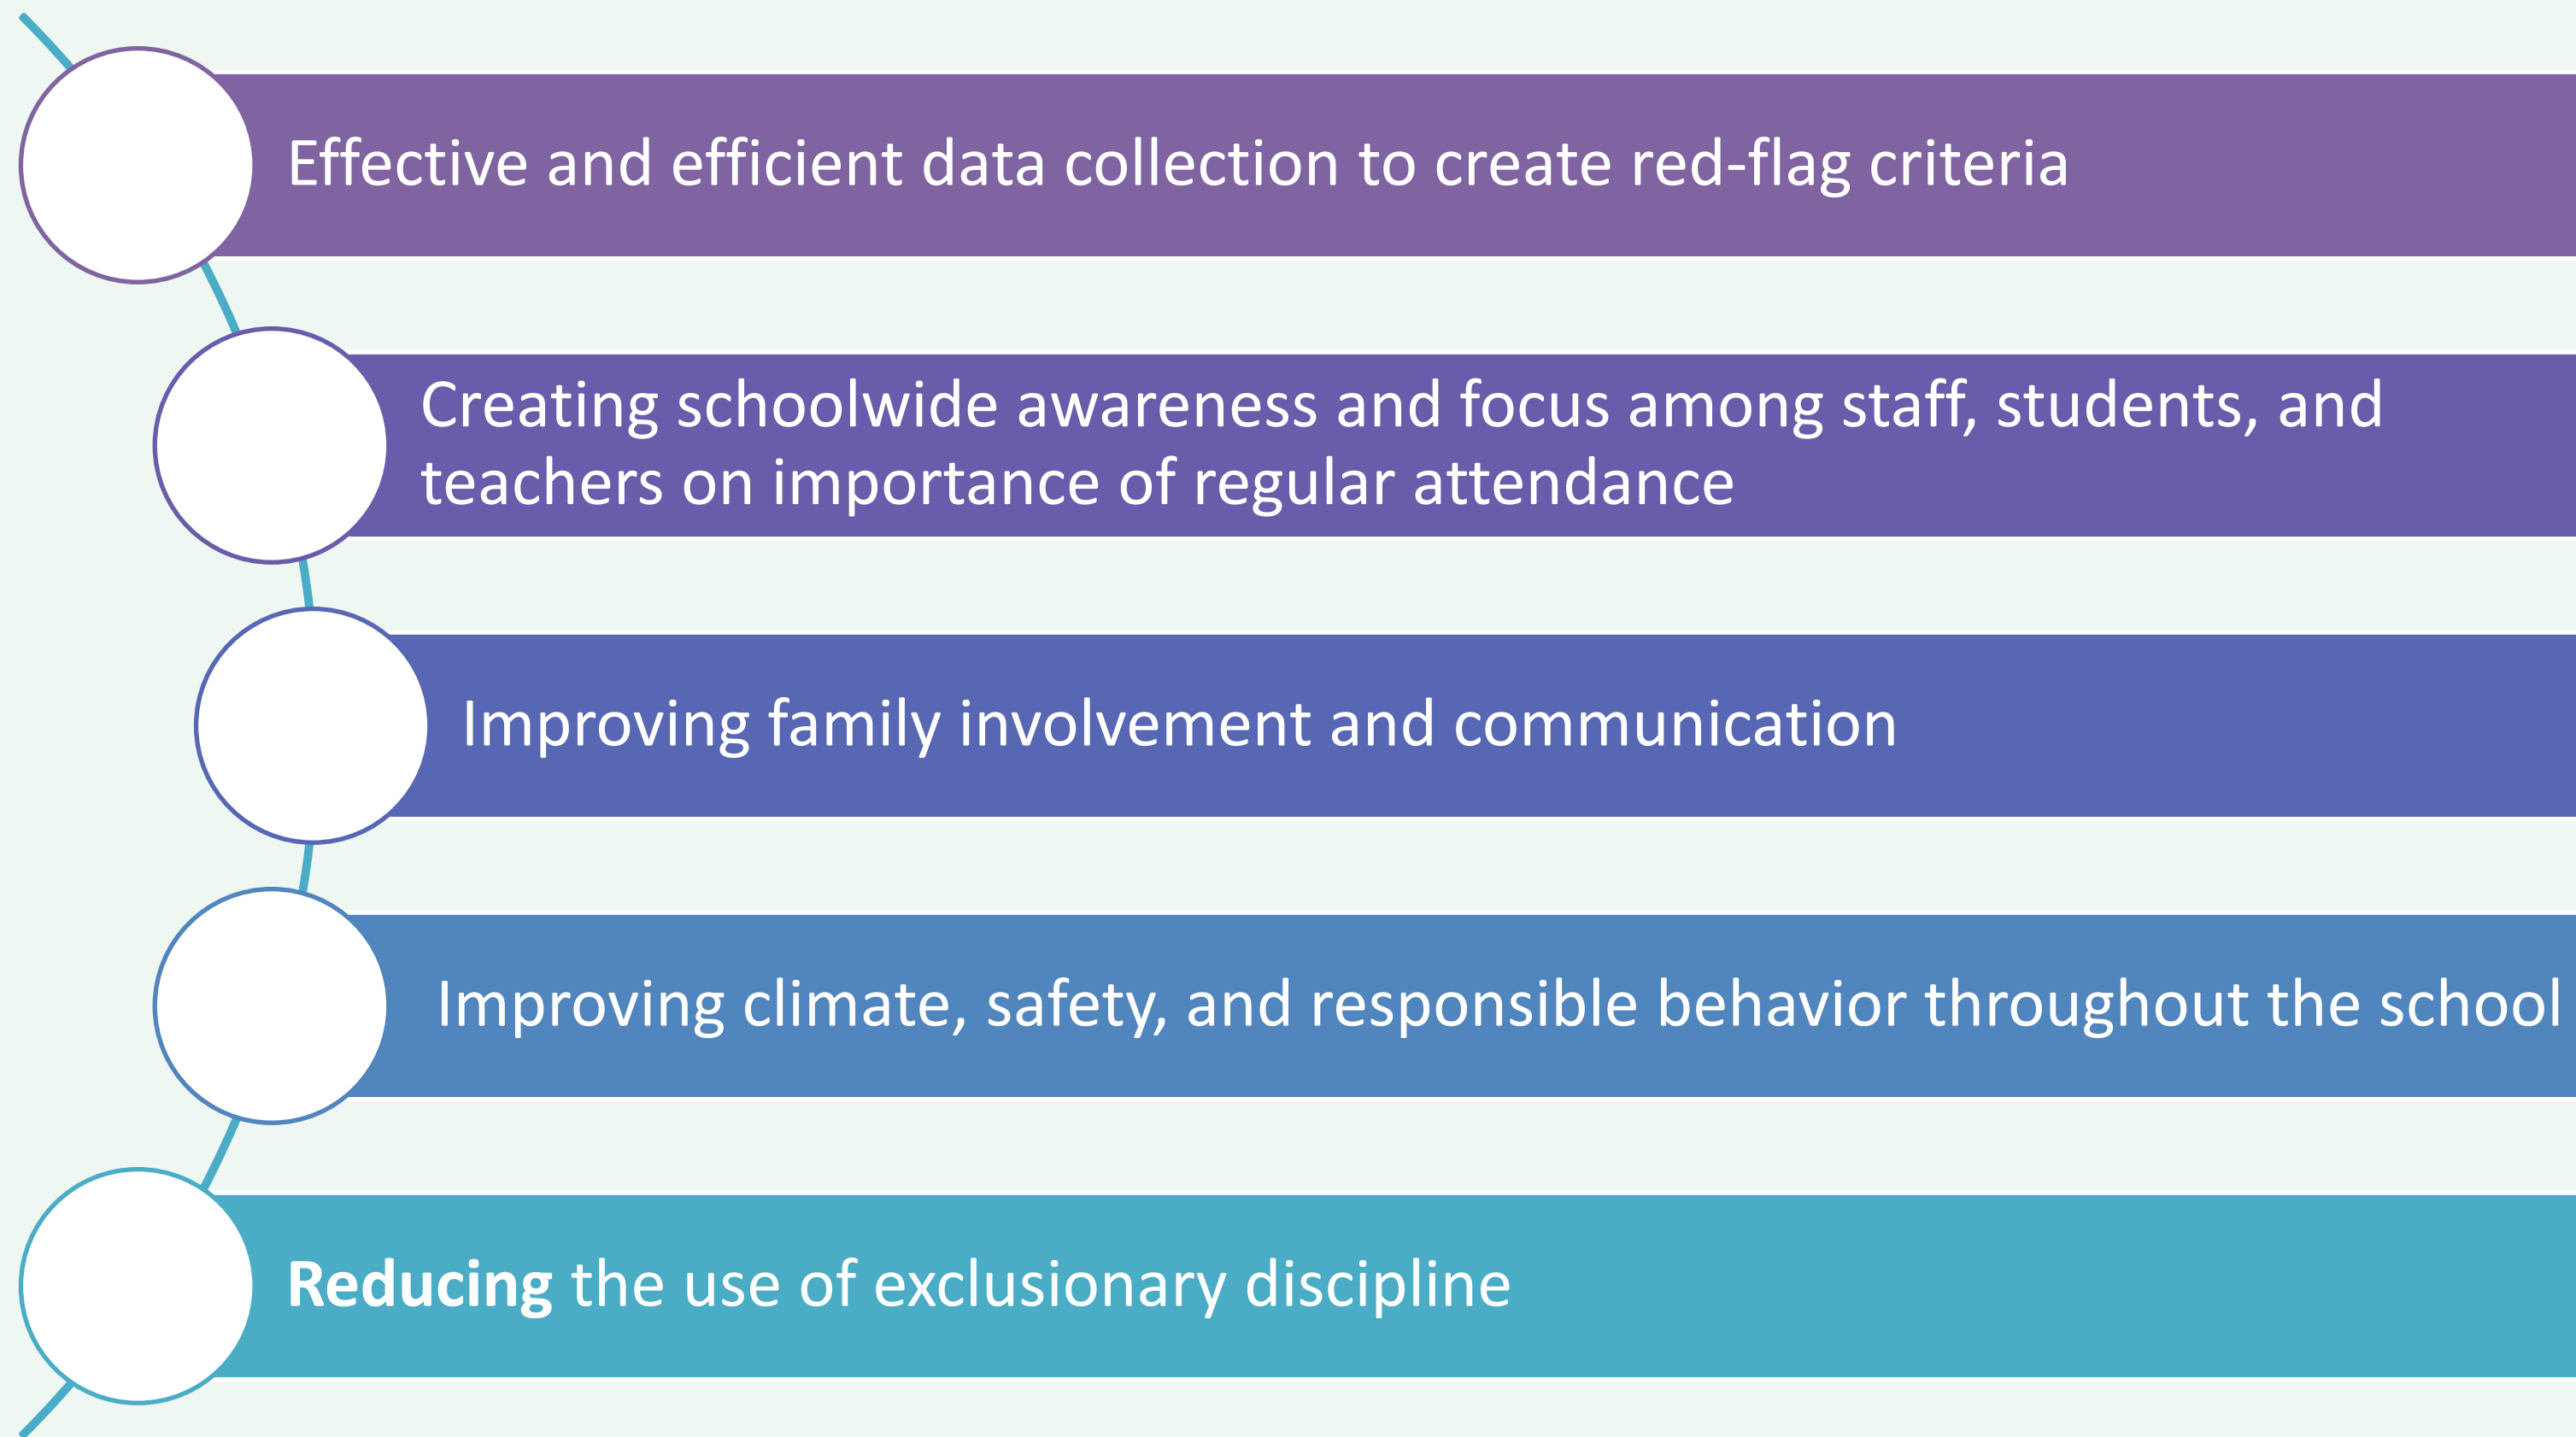 Effective and efficient data collection to create red-flag criteria
Creating schoolwide awareness and focus among staff, students, and
teachers on importance of regular attendance
Improving family involvement and communication
Improving climate, safety, and responsible behavior throughout the school
Reducing the use of exclusionary discipline